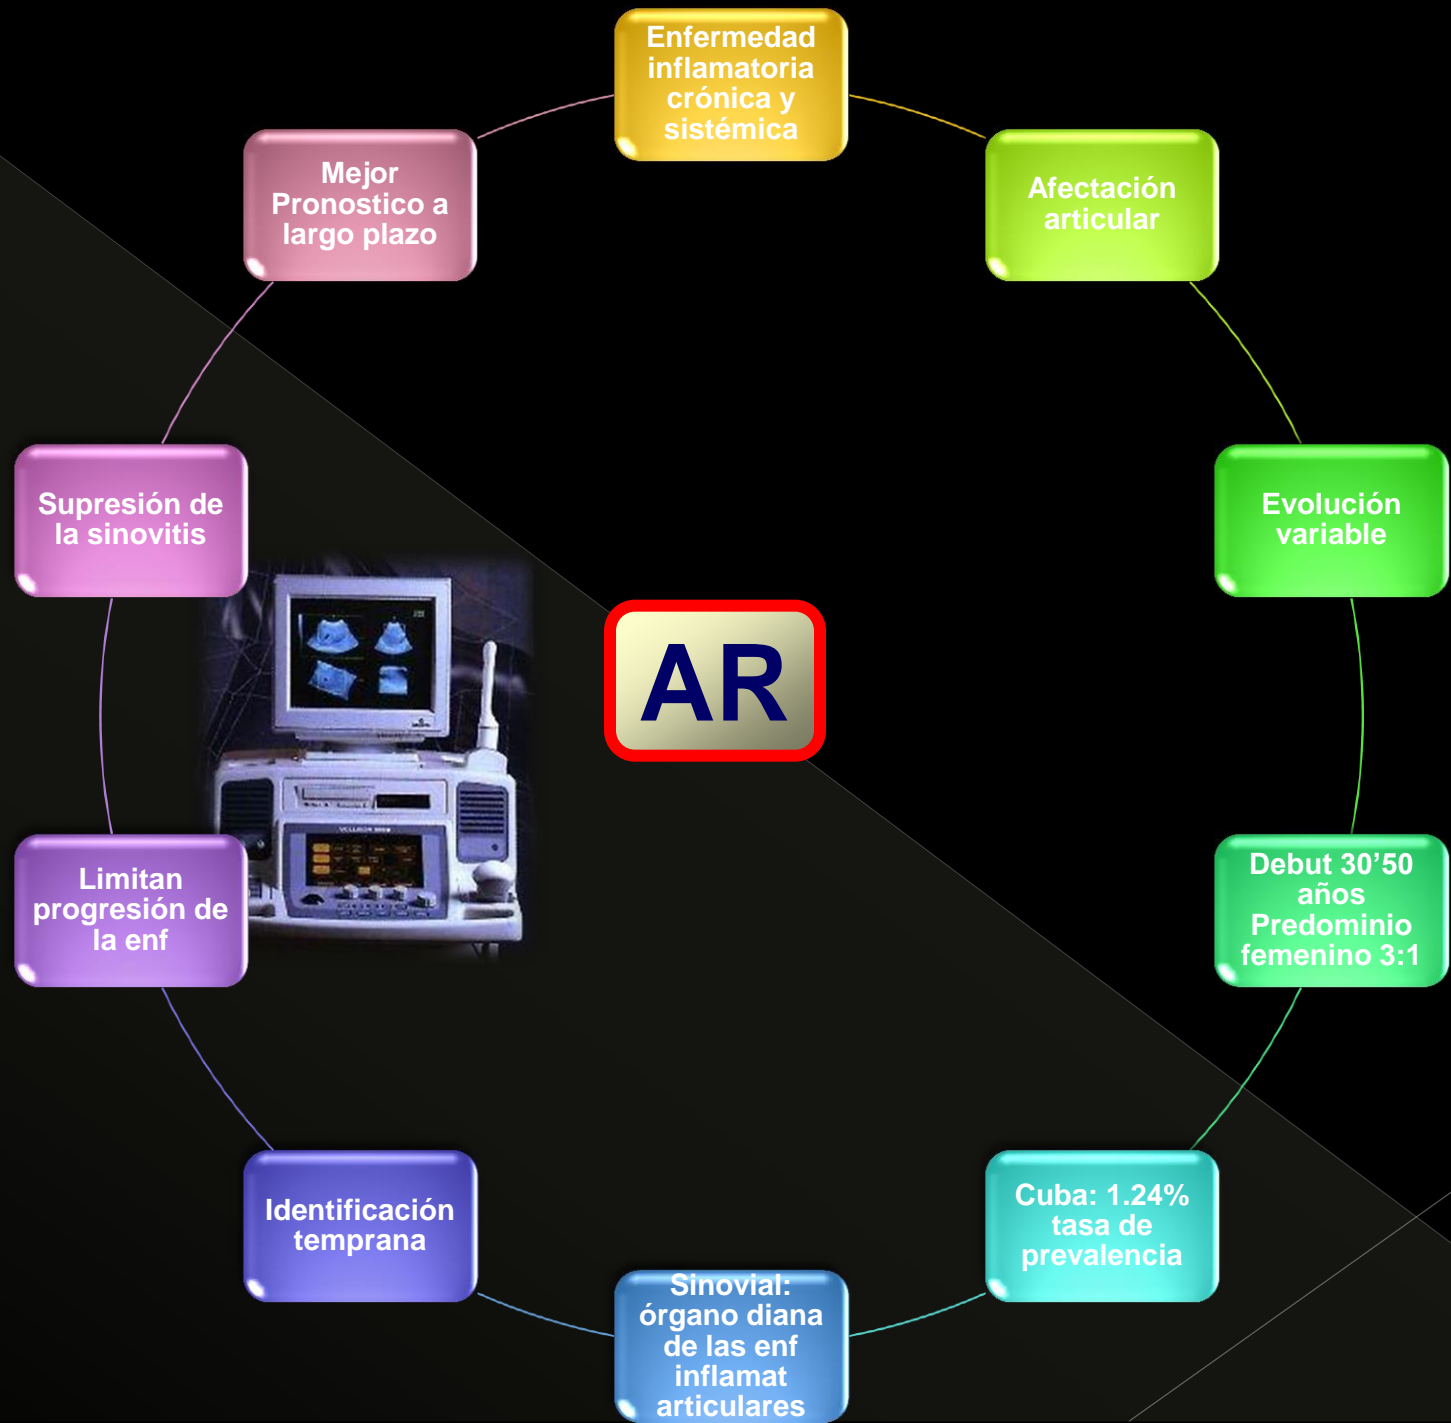 Enfermedad
inflamatoria
crónica y
sistémica
Afectación
articular
Evolución
variable
Debut 30’50
años
Predominio
femenino 3:1
Cuba: 1.24%
tasa de
prevalencia
Sinovial:
órgano diana
de las enf
inflamat
articulares
Identificación
temprana
Limitan
progresión de
la enf
Supresión de
la sinovitis
Mejor
Pronostico a
largo plazo
AR